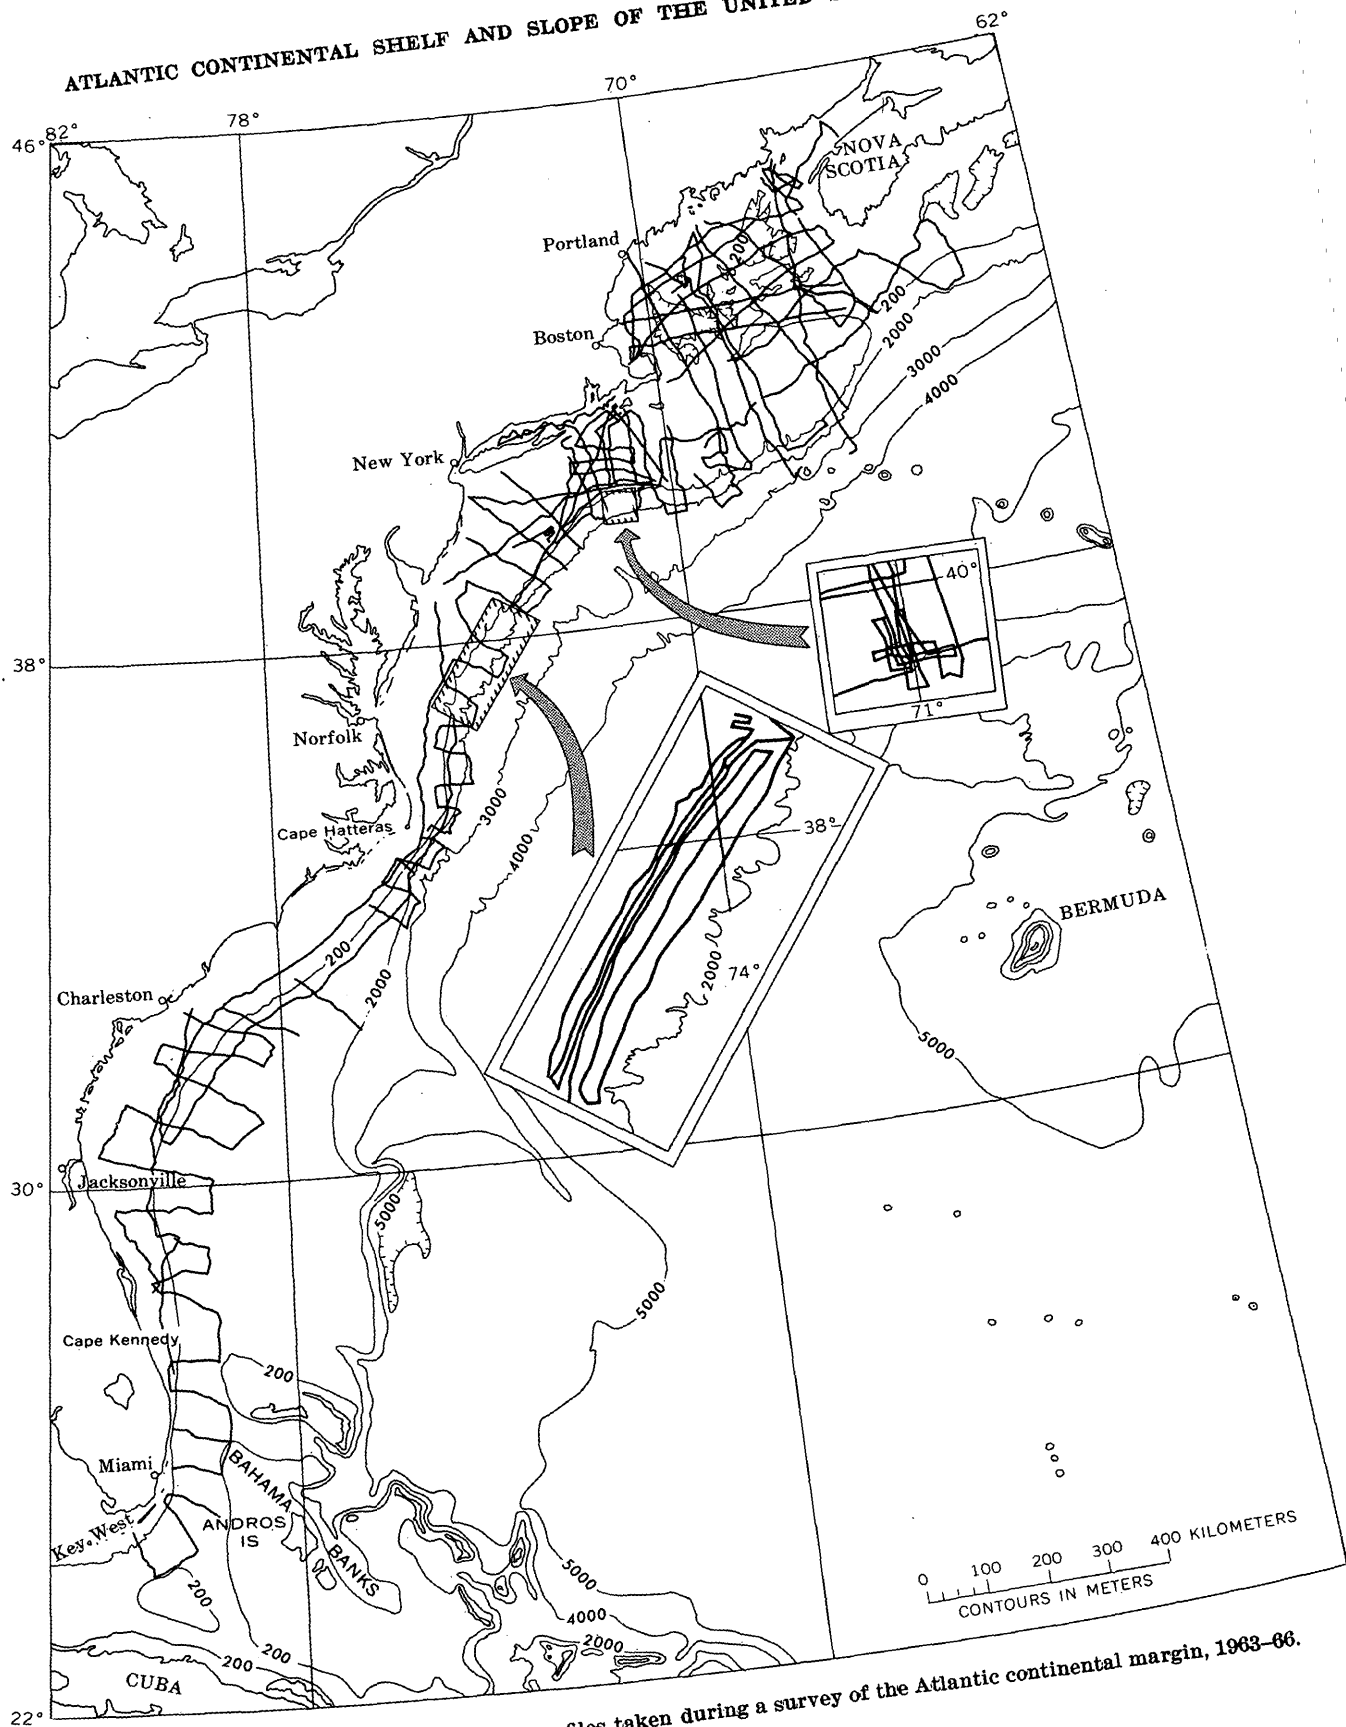 ATLANTIC CONTINENTAL SHELF AND SLOPE OF THE UNITED
62°
70°
78°
82°
46°
NOVA
SCOTIA
Portland
200
Boston
200
2000
3000
4000
New York
40°
71°
38°
Norfolk
Cape Hatteras
3000
4000
38°
BERMUDA
200
2000
2000
74°
Charleston
5000
30°
Jacksonville
5000
5000
Cape Kennedy
200
Miami
BAHAMA
BANKS
ANDROS
IS
Key West
200
5000
4000
2000
200
200
CUBA
22°
0 100 200 300 400 KILOMETERS
CONTOURS IN METERS
taken during a survey of the Atlantic continental margin, 1963–66.